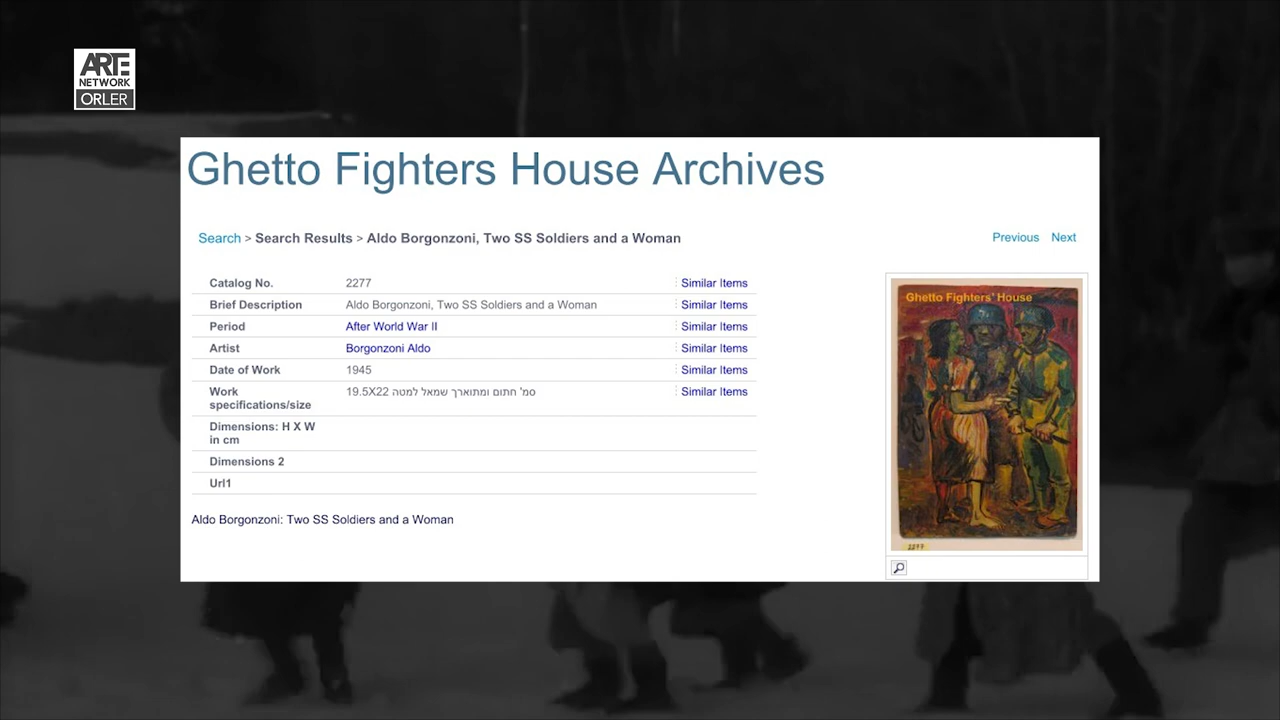 ARTE
NETWORK
ORLER
Ghetto Fighters House Archives
Search > Search Results > Aldo Borgonzoni, Two SS Soldiers and a Woman
Previous Next
Catalog No. 2277 Similar Items
Brief Description Aldo Borgonzoni, Two SS Soldiers and a Woman Similar Items
Period After World War II Similar Items
Artist Borgonzoni Aldo Similar Items
Date of Work 1945 Similar Items
Work 19.5X22 סמ' חתום ומתוארך שמאל למטה Similar Items
specifications/size
Dimensions: H X W
in cm
Dimensions 2
Url1
Aldo Borgonzoni: Two SS Soldiers and a Woman
Ghetto Fighters' House
2277